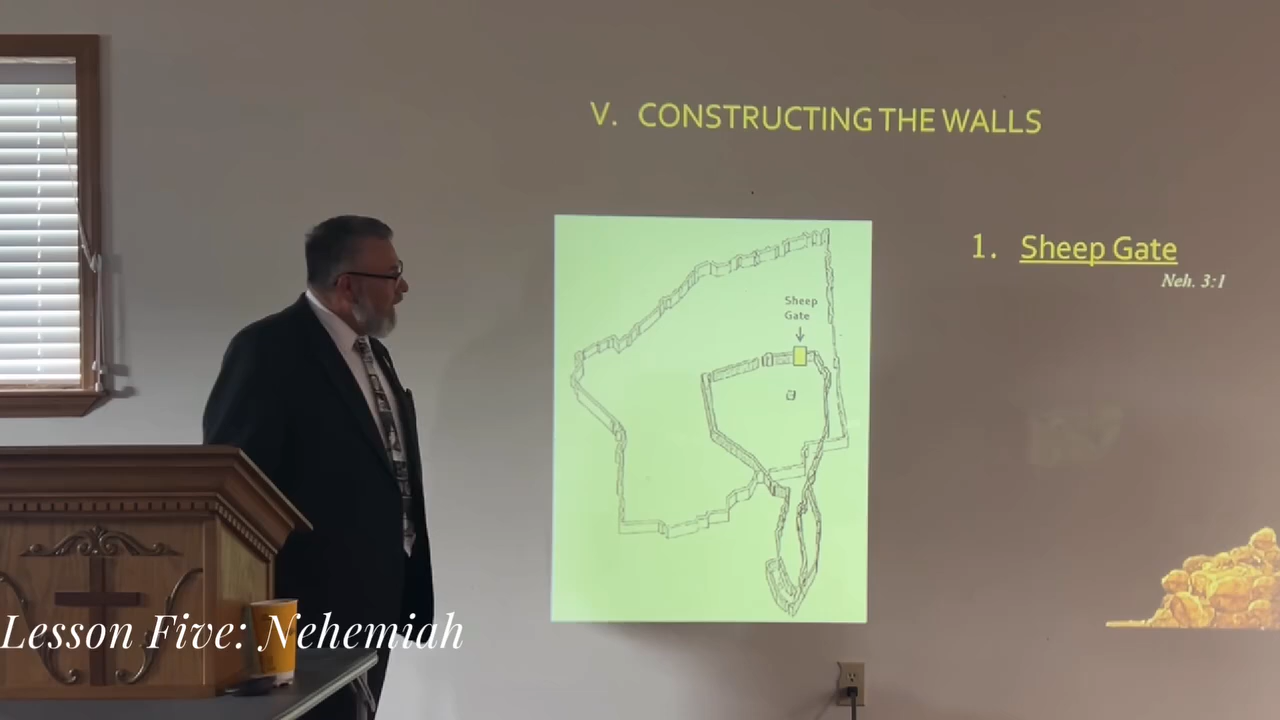 V. CONSTRUCTING THE WALLS
1. Sheep Gate
Neh. 3:1
Sheep
Gate
Lesson Five: Nehemiah